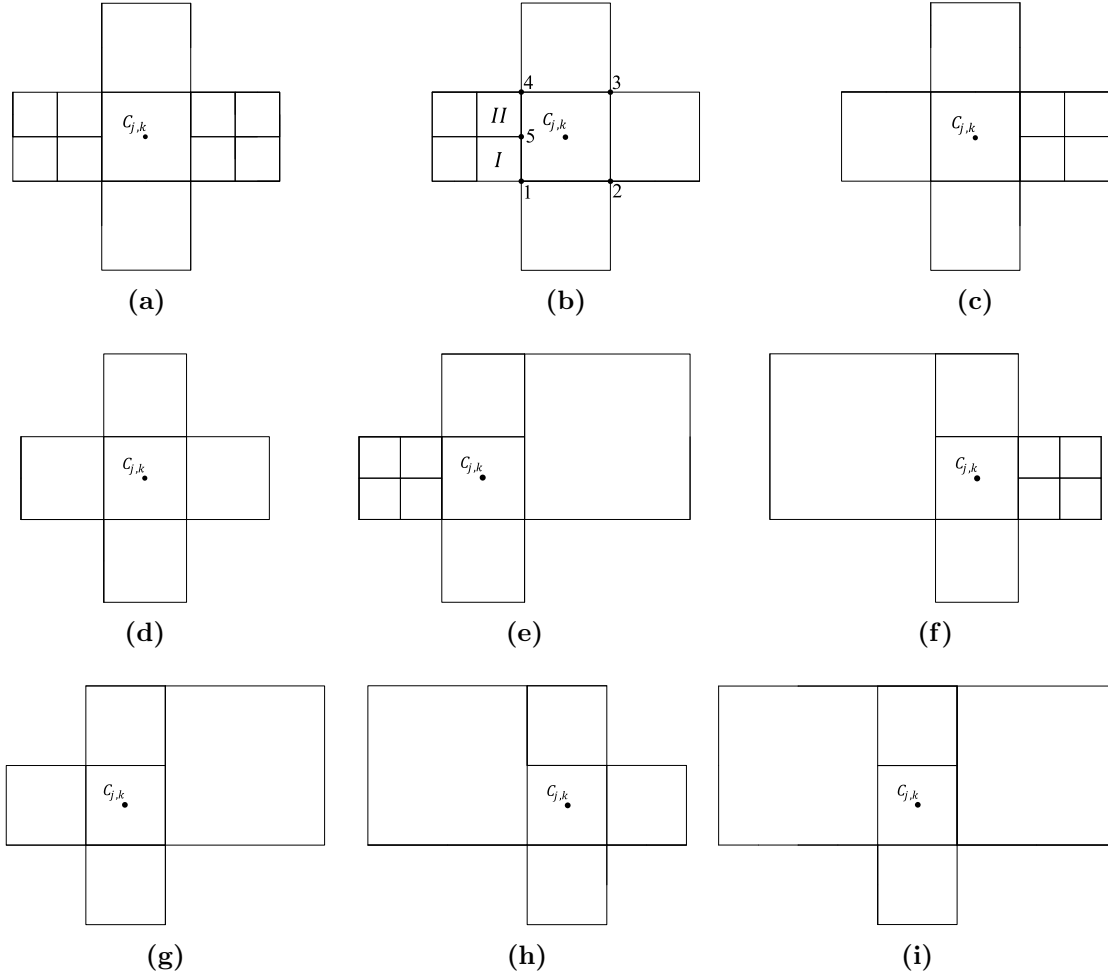 C_{j,k}
4 3
II
C_{j,k}
5
I
1 2
C_{j,k}
(a) (b) (c)
C_{j,k} C_{j,k} C_{j,k}
(d) (e) (f)
C_{j,k} C_{j,k} C_{j,k}
(g) (h) (i)